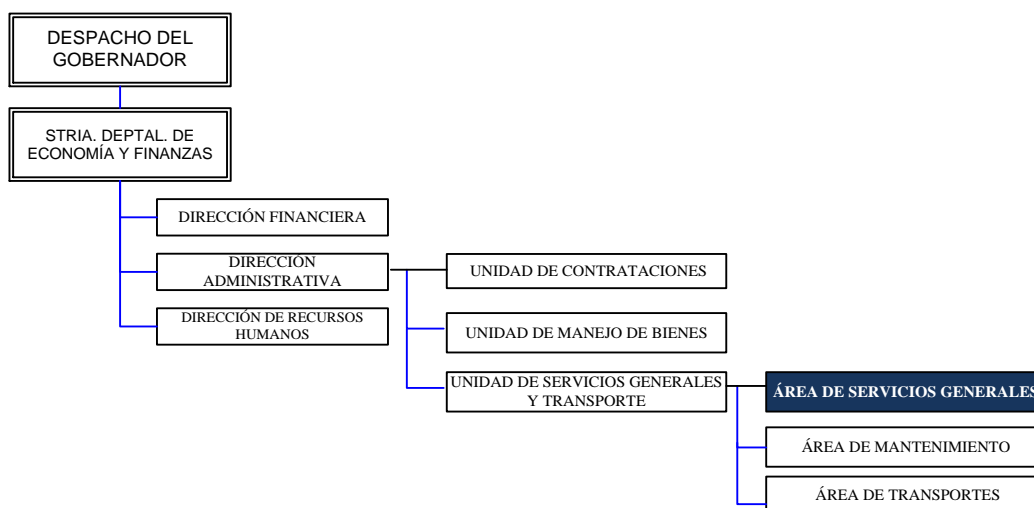 DESPACHO DEL
GOBERNADOR
STRIA. DEPTAL. DE
ECONOMÍA Y FINANZAS
DIRECCIÓN FINANCIERA
DIRECCIÓN
ADMINISTRATIVA
DIRECCIÓN DE RECURSOS
HUMANOS
UNIDAD DE CONTRATACIONES
UNIDAD DE MANEJO DE BIENES
UNIDAD DE SERVICIOS GENERALES
Y TRANSPORTE
ÁREA DE SERVICIOS GENERALES
ÁREA DE MANTENIMIENTO
ÁREA DE TRANSPORTES